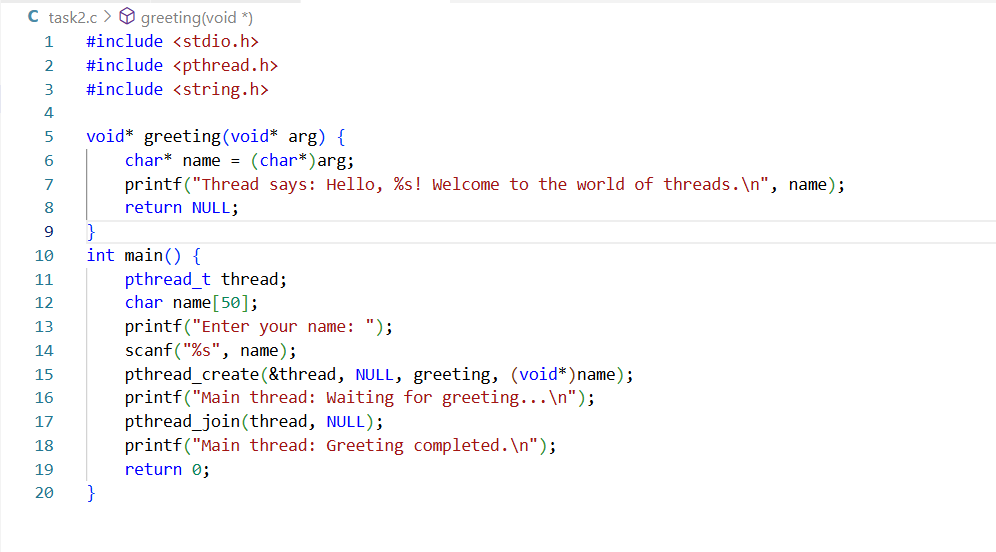 C task2.c > greeting(void *)
1 #include <stdio.h>
2 #include <pthread.h>
3 #include <string.h>
4
5 void* greeting(void* arg) {
6     char* name = (char*)arg;
7     printf("Thread says: Hello, %s! Welcome to the world of threads.\n", name);
8     return NULL;
9 }
10 int main() {
11     pthread_t thread;
12     char name[50];
13     printf("Enter your name: ");
14     scanf("%s", name);
15     pthread_create(&thread, NULL, greeting, (void*)name);
16     printf("Main thread: Waiting for greeting...\n");
17     pthread_join(thread, NULL);
18     printf("Main thread: Greeting completed.\n");
19     return 0;
20 }